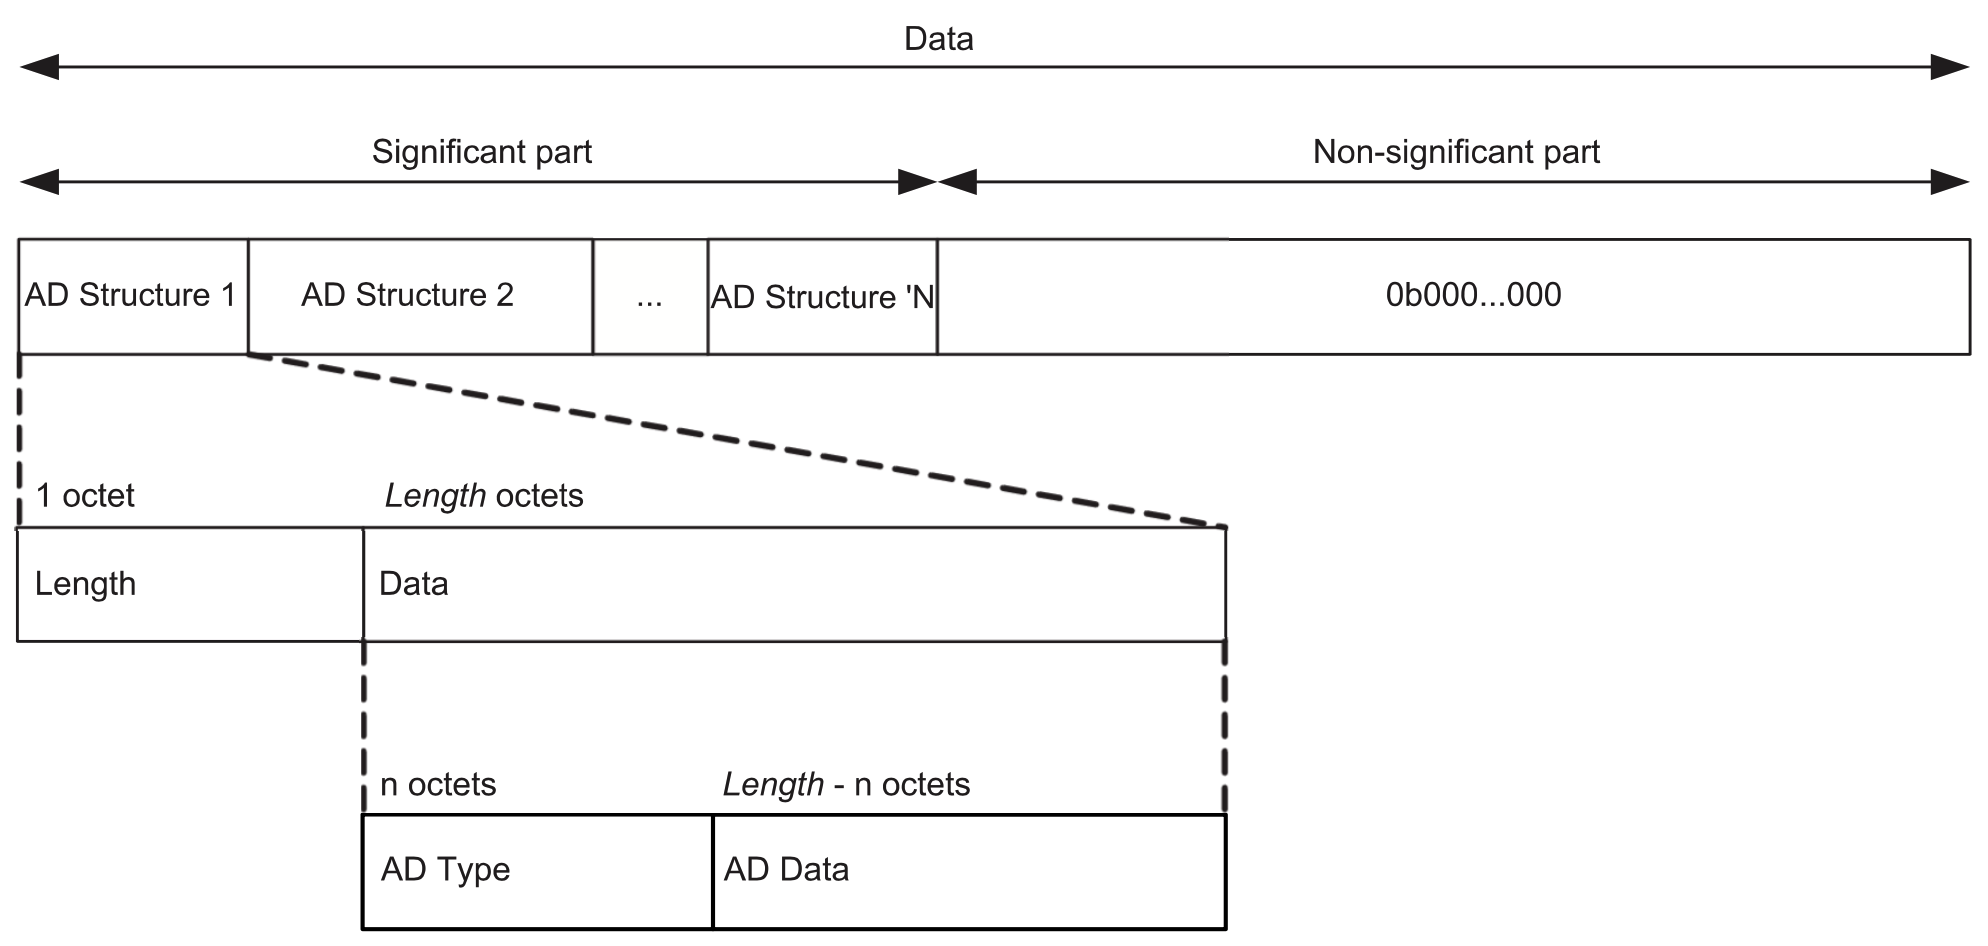 Data
Significant part
Non-significant part
AD Structure 1
AD Structure 2
...
AD Structure 'N
0b000...000
1 octet
Length octets
Length
Data
n octets
Length - n octets
AD Type
AD Data